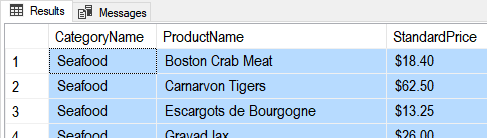 Results Messages
CategoryName ProductName StandardPrice
1 Seafood Boston Crab Meat $18.40
2 Seafood Carnarvon Tigers $62.50
3 Seafood Escargots de Bourgogne $13.25
4 Seafood Gravad lax $26.00